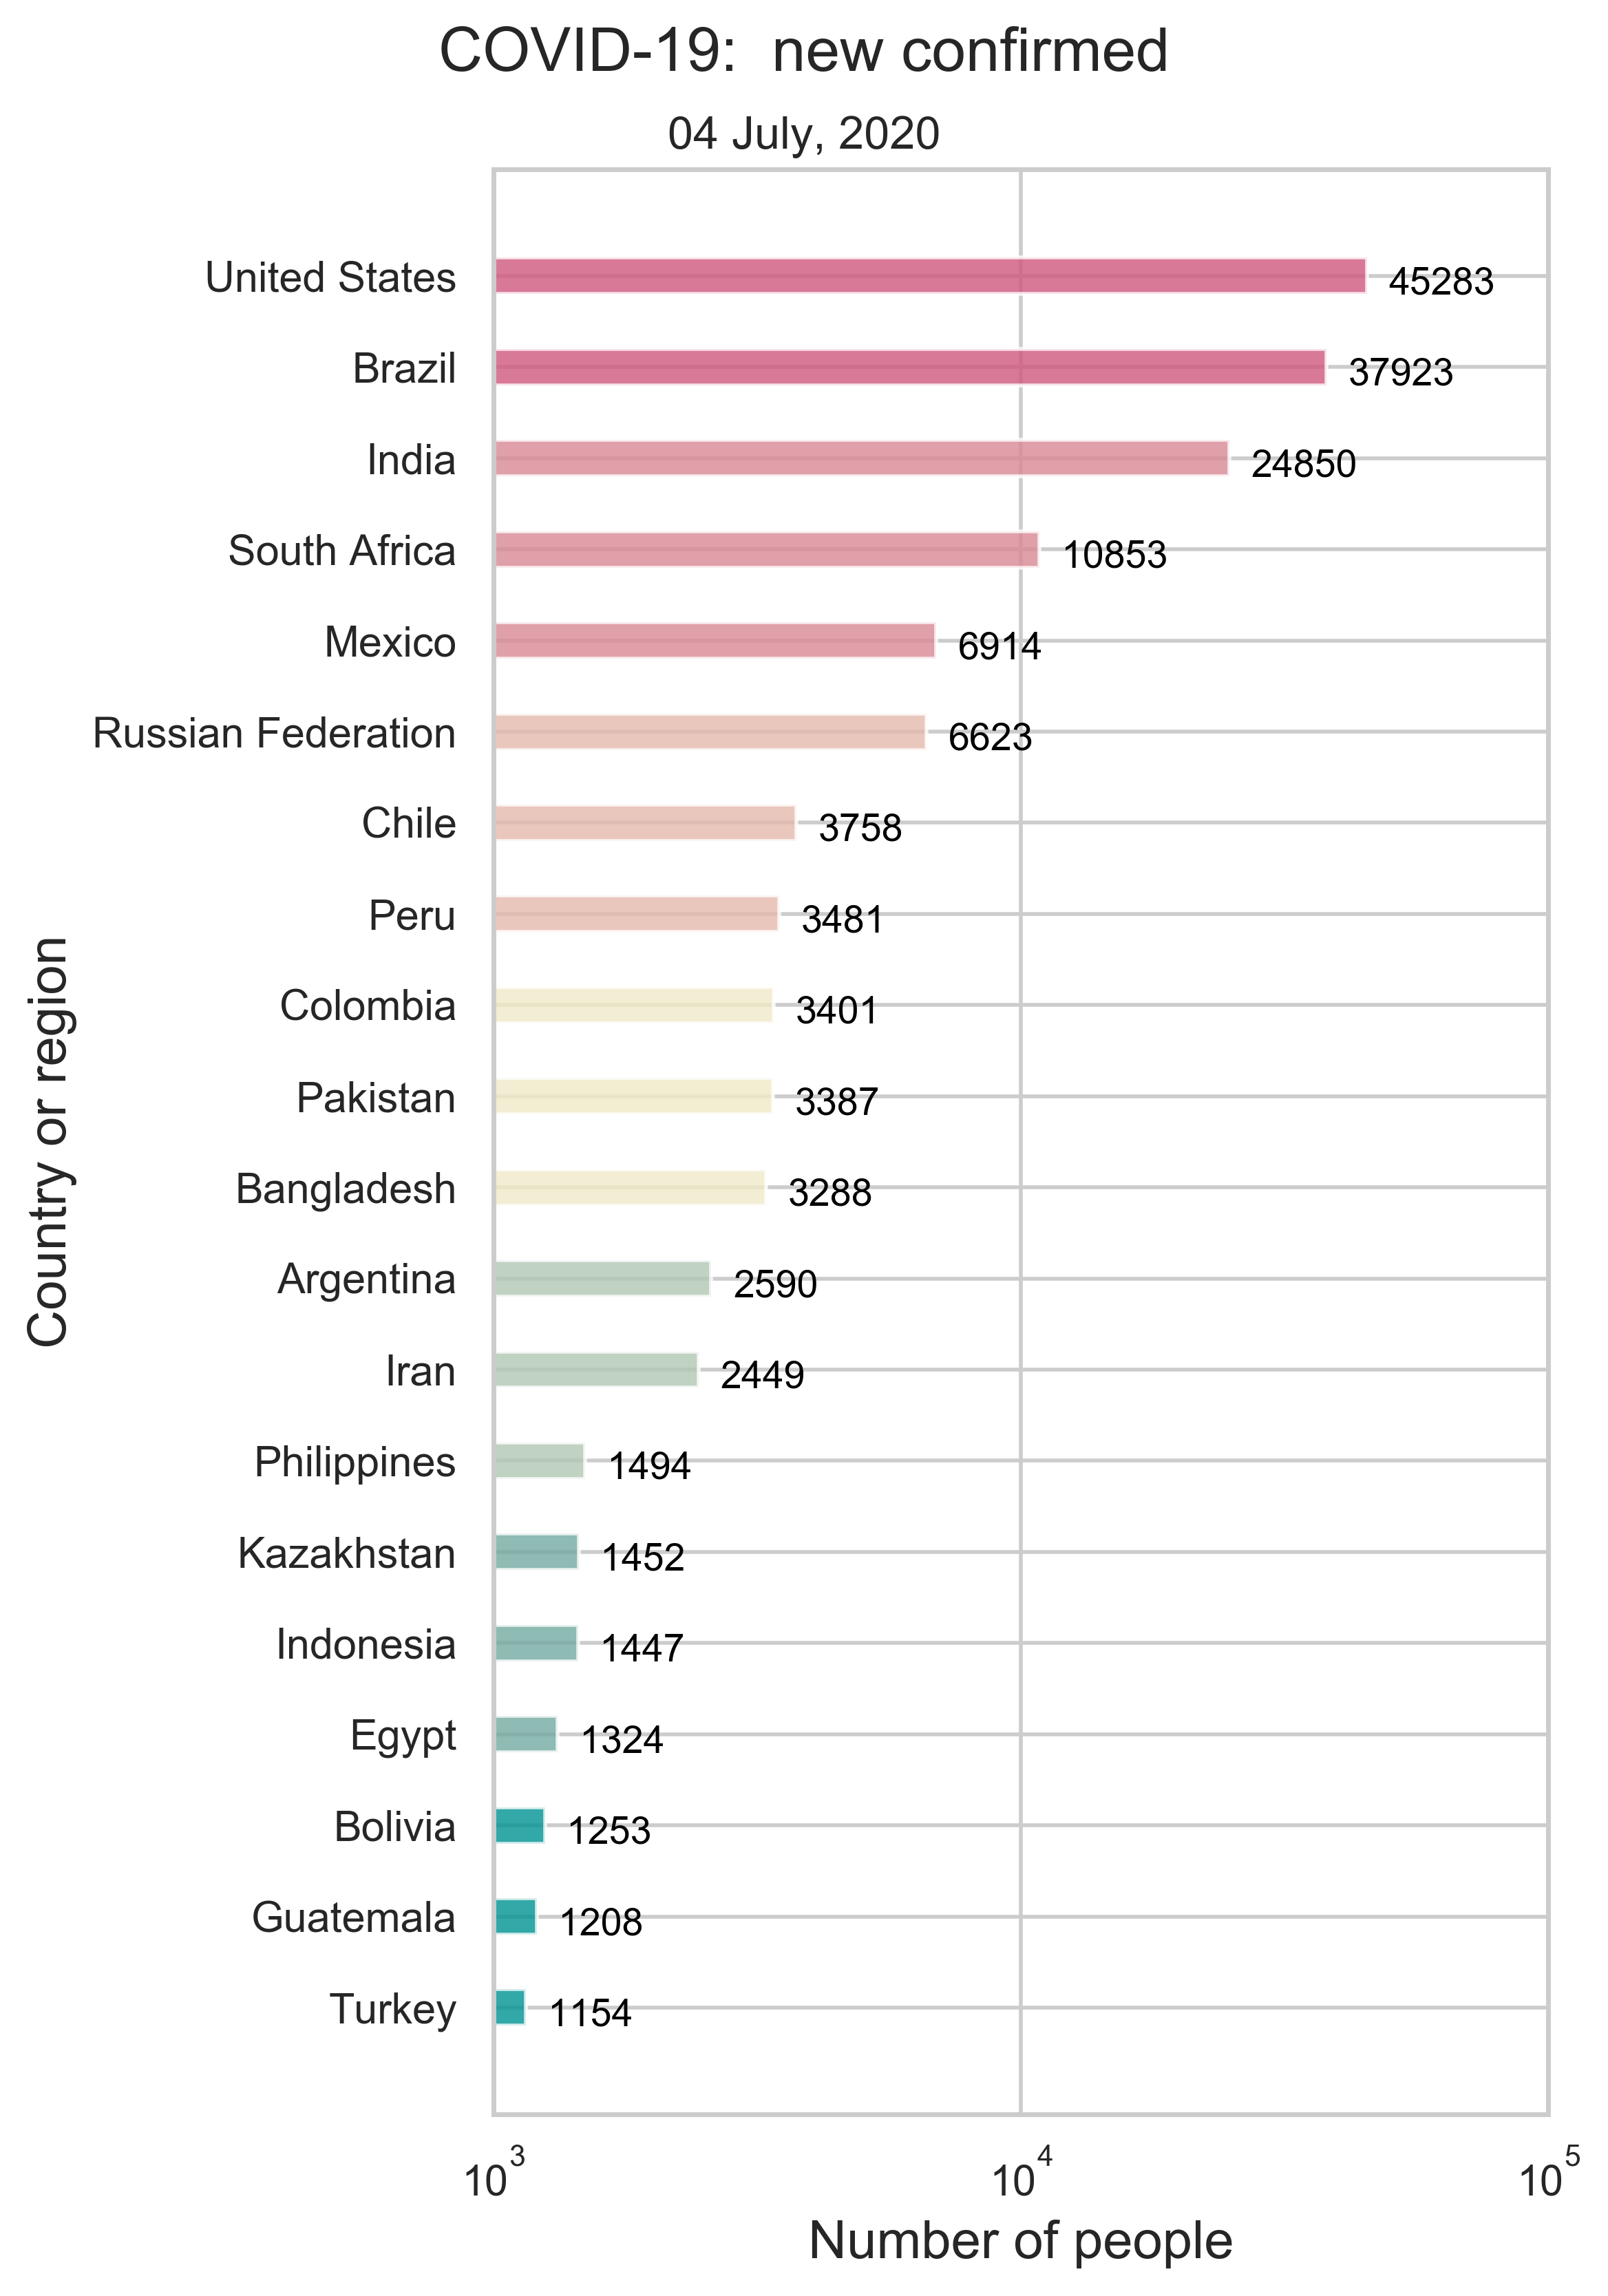 COVID-19:  new confirmed
04 July, 2020
United States 45283
Brazil 37923
India 24850
South Africa 10853
Mexico 6914
Russian Federation 6623
Chile 3758
Peru 3481
Colombia 3401
Pakistan 3387
Bangladesh 3288
Argentina 2590
Iran 2449
Philippines 1494
Kazakhstan 1452
Indonesia 1447
Egypt 1324
Bolivia 1253
Guatemala 1208
Turkey 1154
Country or region
10³ 10⁴ 10⁵
Number of people